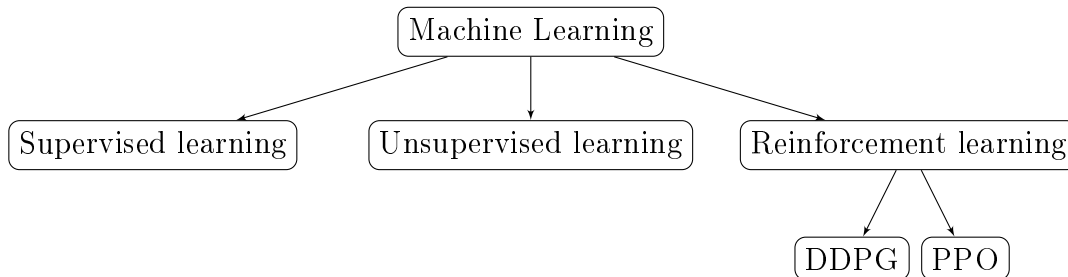 Machine Learning
Supervised learning
Unsupervised learning
Reinforcement learning
DDPG
PPO